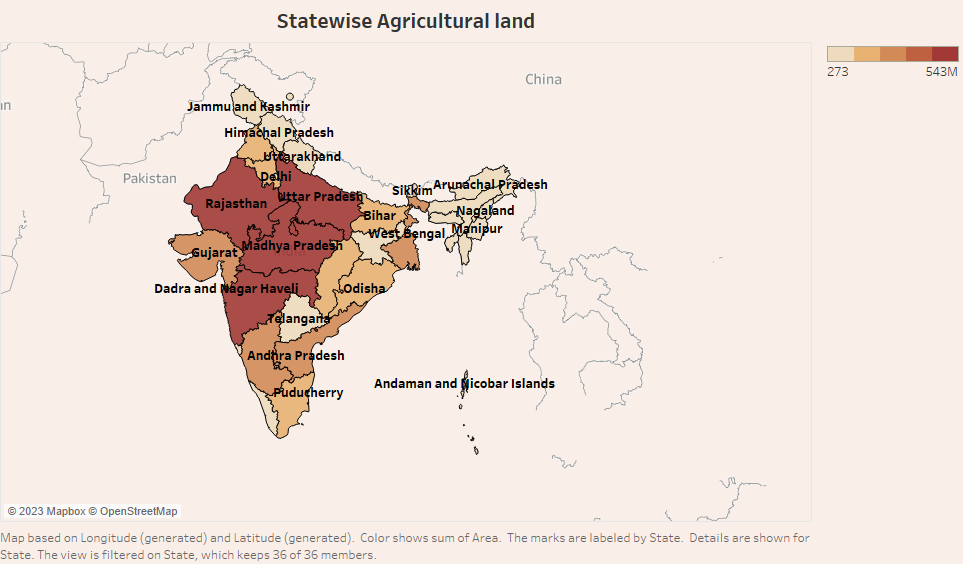 Statewise Agricultural land
273
543M
China
Jammu and Kashmir
Himachal Pradesh
Uttarakhand
Pakistan
Delhi
Sikkim
Arunachal Pradesh
Uttar Pradesh
Rajasthan
Bihar
Nagaland
West Bengal
Manipur
Gujarat
Madhya Pradesh
Dadra and Nagar Haveli
Odisha
Telangana
Andhra Pradesh
Andaman and Nicobar Islands
Puducherry
© 2023 Mapbox © OpenStreetMap
Map based on Longitude (generated) and Latitude (generated).  Color shows sum of Area.  The marks are labeled by State.  Details are shown for
State. The view is filtered on State, which keeps 36 of 36 members.